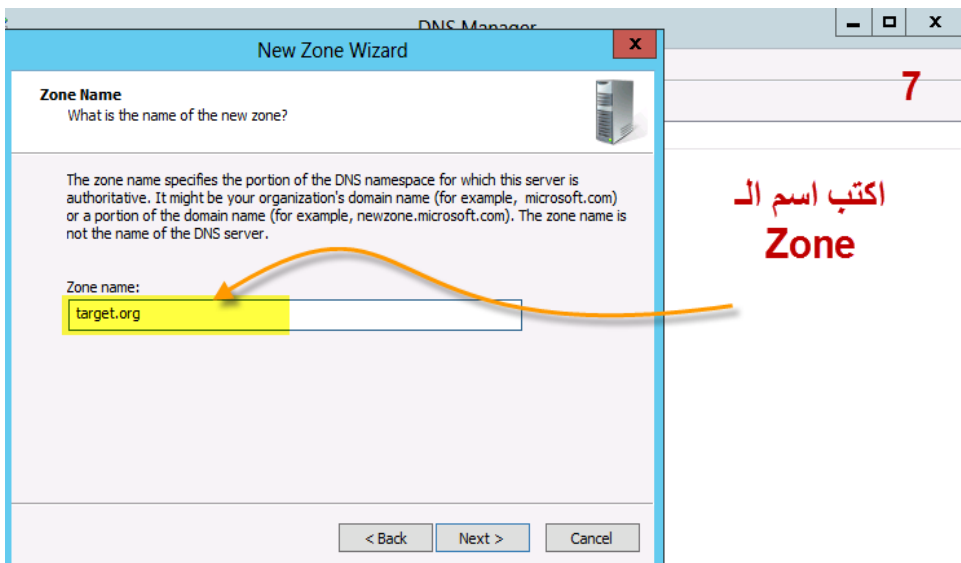 DNS Manager
New Zone Wizard
x
x
7
Zone Name
What is the name of the new zone?
The zone name specifies the portion of the DNS namespace for which this server is
authoritative. It might be your organization's domain name (for example, microsoft.com)
or a portion of the domain name (for example, newzone.microsoft.com). The zone name is
not the name of the DNS server.
اكتب اسم الـ
Zone
Zone name:
target.org
< Back Next > Cancel